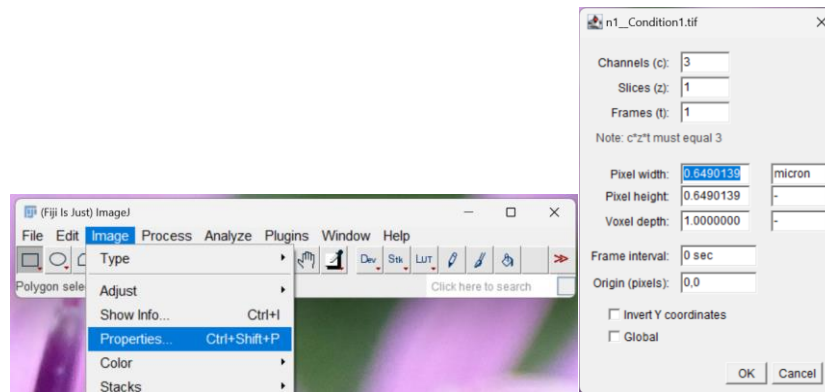 (Fiji Is Just) ImageJ
File Edit Image Process Analyze Plugins Window Help
Dev Stk LUT
Polygon sele
Click here to search
Type
Adjust
Show Info... Ctrl+I
Properties... Ctrl+Shift+P
Color
Stacks
n1__Condition1.tif
Channels (c): 3
Slices (z): 1
Frames (t): 1
Note: c*z*t must equal 3
Pixel width: 0.6490139 micron
Pixel height: 0.6490139 -
Voxel depth: 1.0000000 -
Frame interval: 0 sec
Origin (pixels): 0,0
Invert Y coordinates
Global
OK Cancel